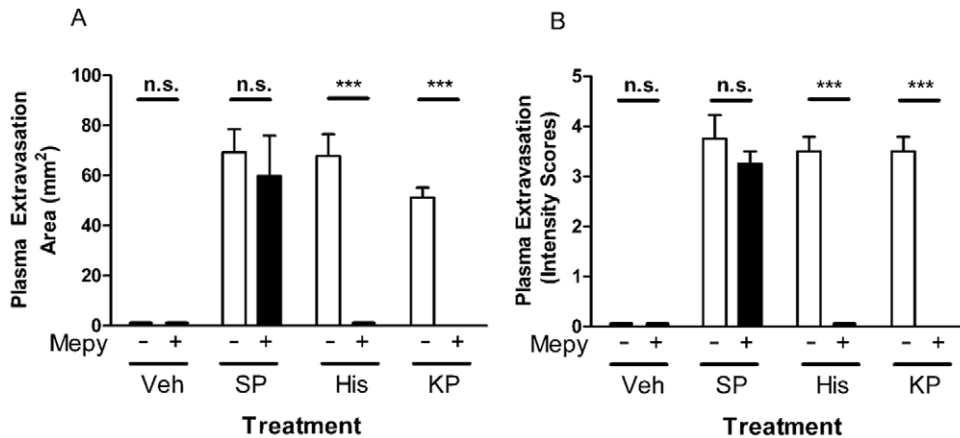 A
Plasma Extravasation
Area (mm²)
100
80
60
40
20
0
n.s.
n.s.
***
***
Mepy - + - + - + - +
Veh SP His KP
Treatment
B
Plasma Extravasation
(Intensity Scores)
5
4
3
2
1
0
n.s.
n.s.
***
***
Mepy - + - + - + - +
Veh SP His KP
Treatment